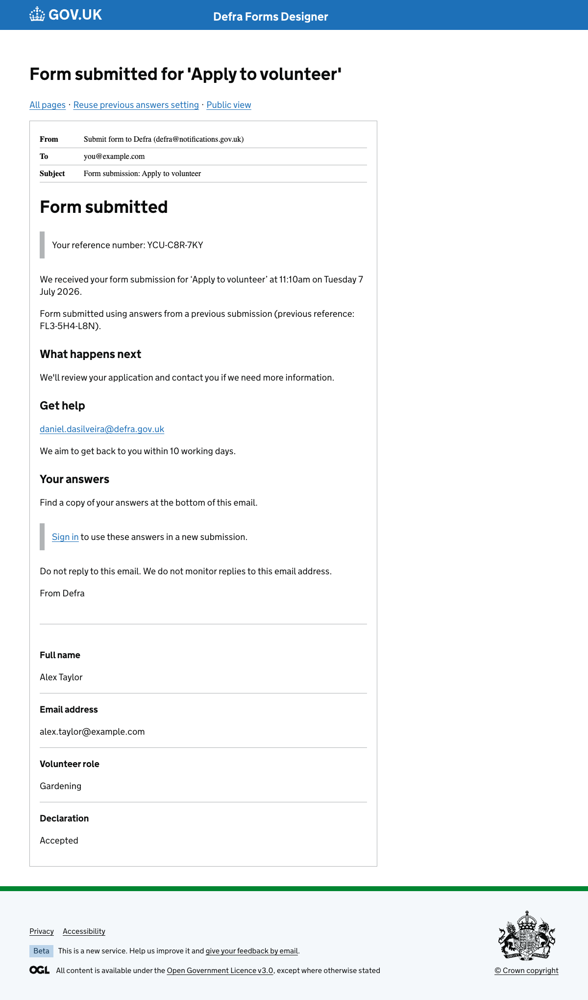 GOV.UK
Defra Forms Designer
Form submitted for 'Apply to volunteer'
All pages · Reuse previous answers setting · Public view
From Submit form to Defra (defra@notifications.gov.uk)
To you@example.com
Subject Form submission: Apply to volunteer
Form submitted
Your reference number: YCU-C8R-7KY
We received your form submission for ‘Apply to volunteer’ at 11:10am on Tuesday 7
July 2026.
Form submitted using answers from a previous submission (previous reference:
FL3-5H4-L8N).
What happens next
We'll review your application and contact you if we need more information.
Get help
daniel.dasilveira@defra.gov.uk
We aim to get back to you within 10 working days.
Your answers
Find a copy of your answers at the bottom of this email.
Sign in to use these answers in a new submission.
Do not reply to this email. We do not monitor replies to this email address.
From Defra
Full name
Alex Taylor
Email address
alex.taylor@example.com
Volunteer role
Gardening
Declaration
Accepted
Privacy Accessibility
Beta This is a new service. Help us improve it and give your feedback by email.
OGL All content is available under the Open Government Licence v3.0, except where otherwise stated
© Crown copyright